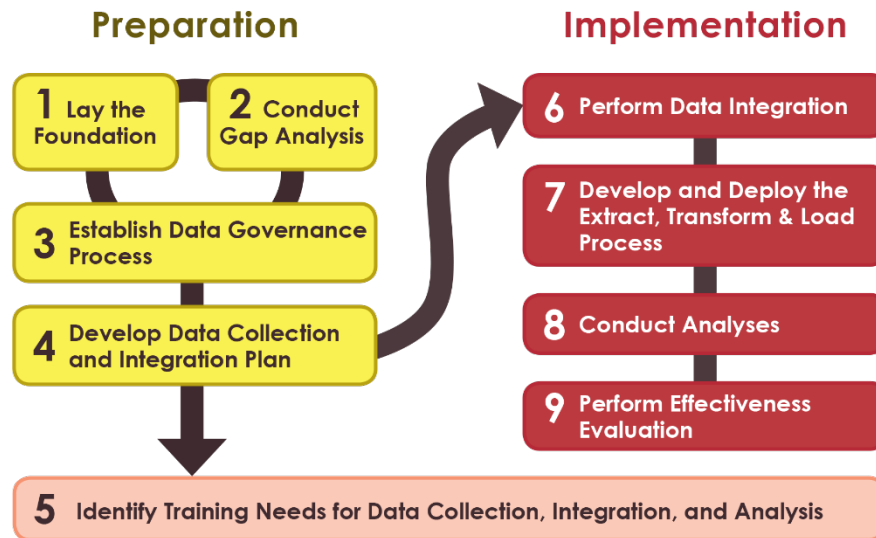 Preparation
1 Lay the
Foundation
2 Conduct
Gap Analysis
3 Establish Data Governance
Process
4 Develop Data Collection
and Integration Plan
Implementation
6 Perform Data Integration
7 Develop and Deploy the
Extract, Transform & Load
Process
8 Conduct Analyses
9 Perform Effectiveness
Evaluation
5 Identify Training Needs for Data Collection, Integration, and Analysis